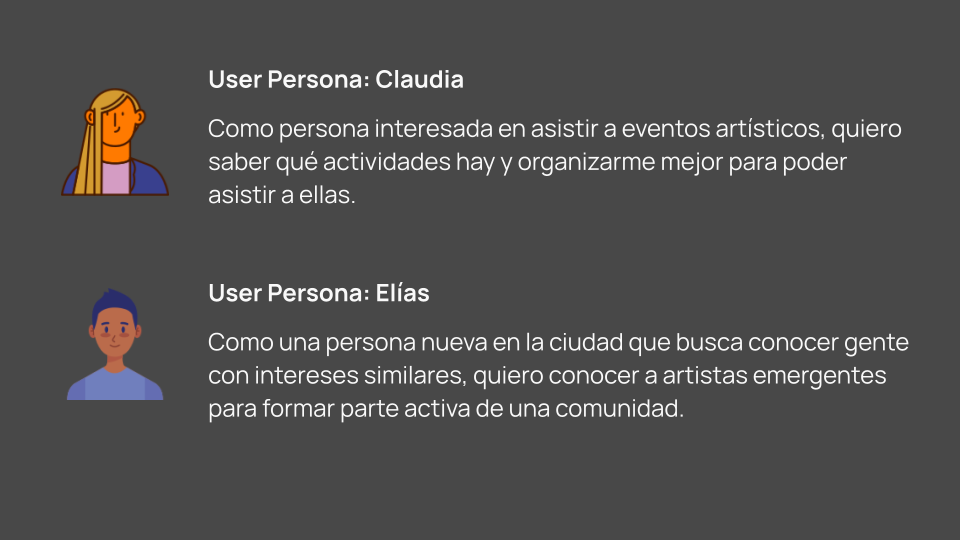 User Persona: Claudia
Como persona interesada en asistir a eventos artísticos, quiero
saber qué actividades hay y organizarme mejor para poder
asistir a ellas.
User Persona: Elías
Como una persona nueva en la ciudad que busca conocer gente
con intereses similares, quiero conocer a artistas emergentes
para formar parte activa de una comunidad.